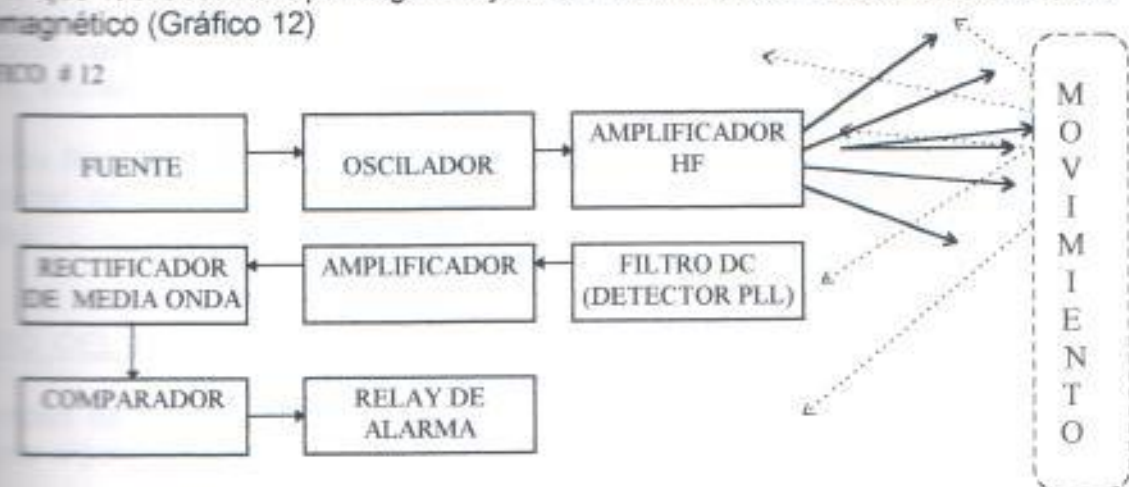 magnético (Gráfico 12)
# 12
FUENTE
OSCILADOR
AMPLIFICADOR
HF
RECTIFICADOR
DE MEDIA ONDA
AMPLIFICADOR
FILTRO DC
(DETECTOR PLL)
COMPARADOR
RELAY DE
ALARMA
M
O
V
I
M
I
E
N
T
O